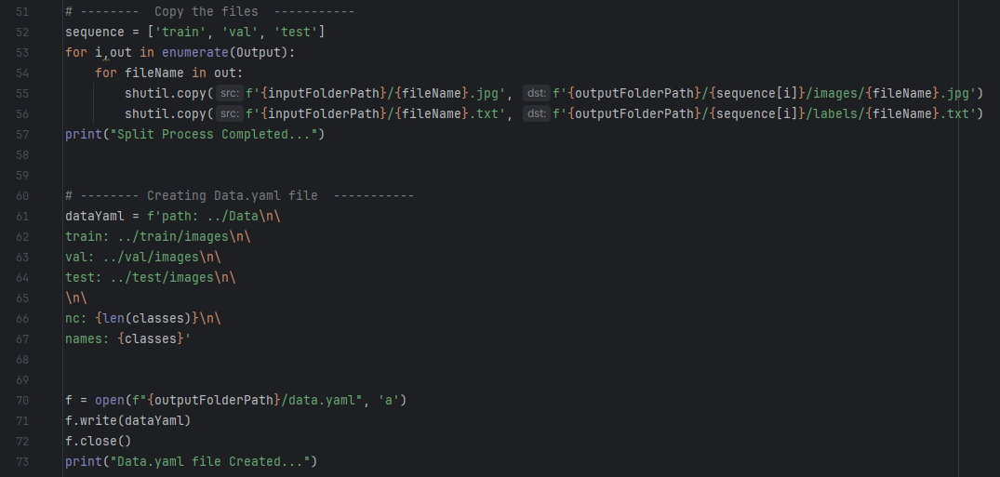 51 # --------  Copy the files  -----------
52 sequence = ['train', 'val', 'test']
53 for i,out in enumerate(Output):
54     for fileName in out:
55         shutil.copy( src: f'{inputFolderPath}/{fileName}.jpg', dst: f'{outputFolderPath}/{sequence[i]}/images/{fileName}.jpg')
56         shutil.copy( src: f'{inputFolderPath}/{fileName}.txt', dst: f'{outputFolderPath}/{sequence[i]}/labels/{fileName}.txt')
57 print("Split Process Completed...")
58
59
60 # -------- Creating Data.yaml file  -----------
61 dataYaml = f'path: ../Data\n\
62 train: ../train/images\n\
63 val: ../val/images\n\
64 test: ../test/images\n\
65 \n\
66 nc: {len(classes)}\n\
67 names: {classes}'
68
69
70 f = open(f"{outputFolderPath}/data.yaml", 'a')
71 f.write(dataYaml)
72 f.close()
73 print("Data.yaml file Created...")